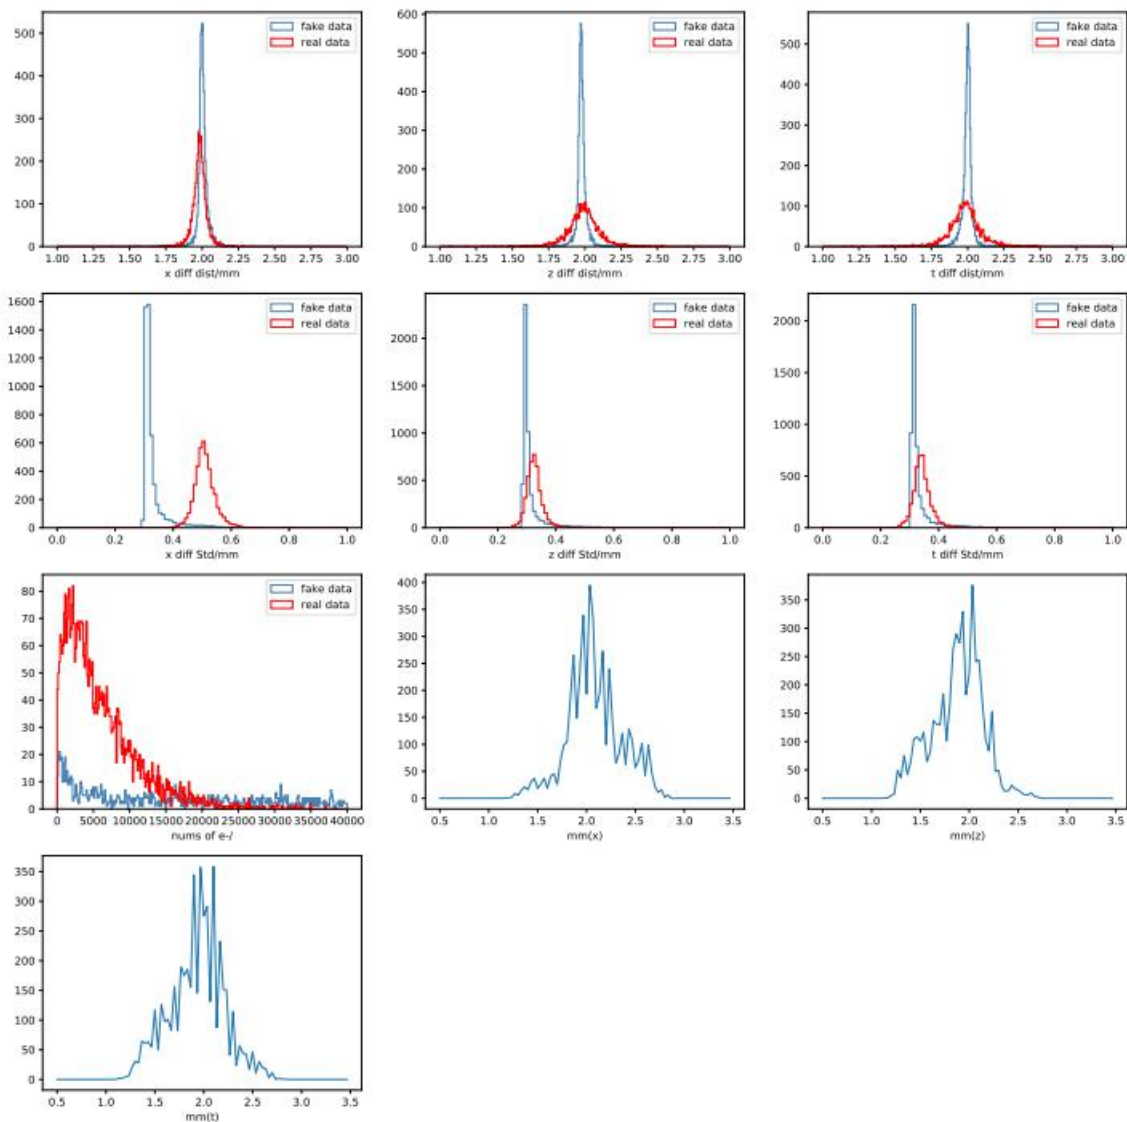 500
400
300
200
100
0
fake data
real data
1.00 1.25 1.50 1.75 2.00 2.25 2.50 2.75 3.00
x diff dist/mm
600
500
400
300
200
100
0
fake data
real data
1.00 1.25 1.50 1.75 2.00 2.25 2.50 2.75 3.00
z diff dist/mm
500
400
300
200
100
0
fake data
real data
1.00 1.25 1.50 1.75 2.00 2.25 2.50 2.75 3.00
t diff dist/mm
1600
1400
1200
1000
800
600
400
200
0
fake data
real data
0.0 0.2 0.4 0.6 0.8 1.0
x diff Std/mm
2000
1500
1000
500
0
fake data
real data
0.0 0.2 0.4 0.6 0.8 1.0
z diff Std/mm
2000
1500
1000
500
0
fake data
real data
0.0 0.2 0.4 0.6 0.8 1.0
t diff Std/mm
80
70
60
50
40
30
20
10
0
fake data
real data
0 5000 10000 15000 20000 25000 30000 35000 40000
nums of e-/
400
350
300
250
200
150
100
50
0
0.5 1.0 1.5 2.0 2.5 3.0 3.5
mm(x)
350
300
250
200
150
100
50
0
0.5 1.0 1.5 2.0 2.5 3.0 3.5
mm(z)
350
300
250
200
150
100
50
0
0.5 1.0 1.5 2.0 2.5 3.0 3.5
mm(t)